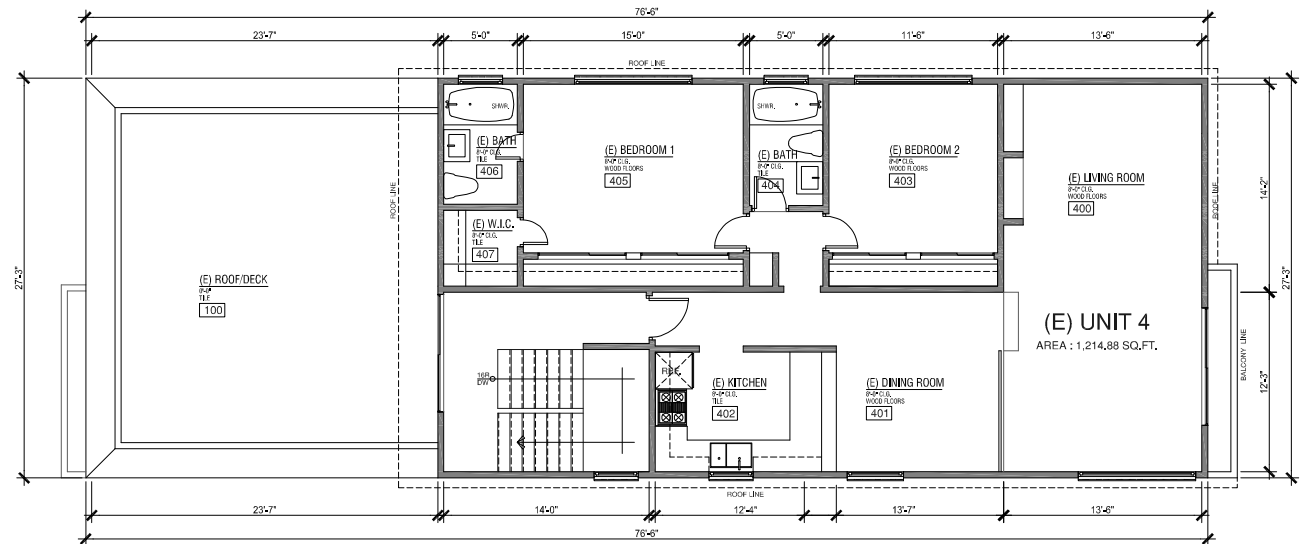 76'-6"
23'-7" 5'-0" 15'-0" 5'-0" 11'-6" 13'-6"
ROOF LINE
SHWR.
SHWR.
(E) BATH
8'-0" CLG.
TILE
406
(E) BEDROOM 1
8'-0" CLG.
WOOD FLOORS
405
(E) BATH
8'-0" CLG.
TILE
404
(E) BEDROOM 2
8'-0" CLG.
WOOD FLOORS
403
(E) LIVING ROOM
8'-0" CLG.
WOOD FLOORS
400
ROOF LINE
ROOF LINE
14'-2"
(E) W.I.C.
8'-0" CLG.
TILE
407
27'-3"
27'-3"
(E) ROOF/DECK
8'-0"
TILE
100
(E) UNIT 4
AREA : 1,214.88 SQ.FT.
BALCONY LINE
12'-3"
16R
DW
REF.
(E) KITCHEN
8'-0" CLG.
TILE
402
(E) DINING ROOM
8'-0" CLG.
WOOD FLOORS
401
ROOF LINE
23'-7" 14'-0" 12'-4" 13'-7" 13'-6"
76'-6"